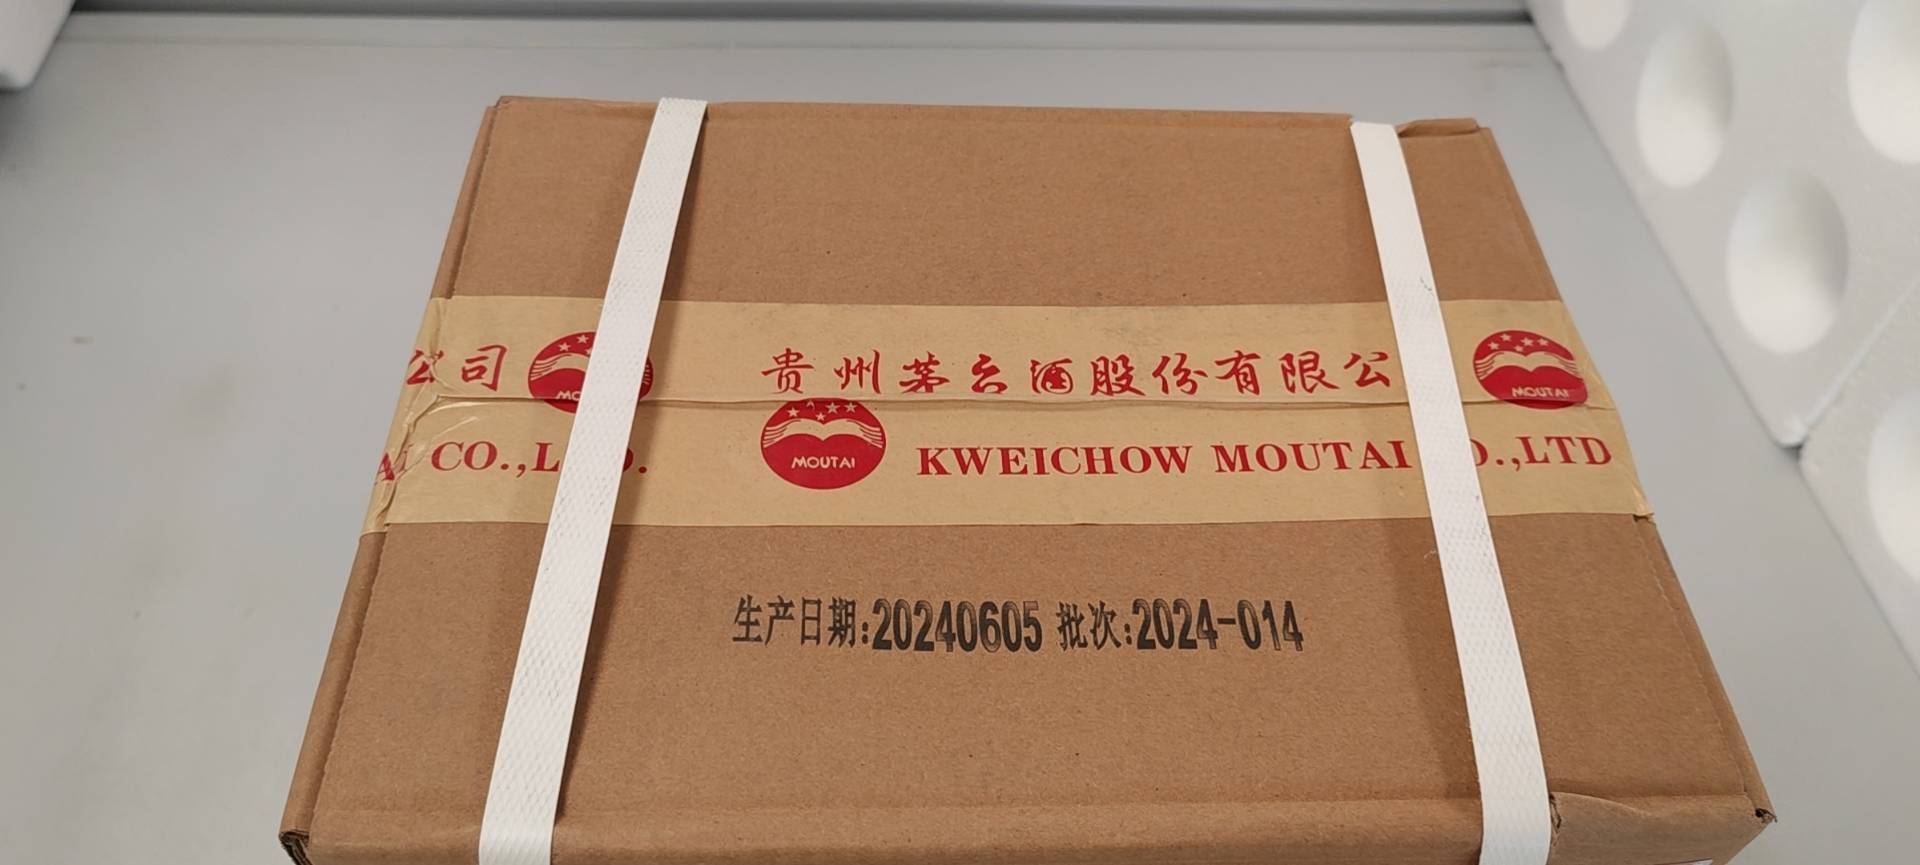 公司 MOUTAI 贵州茅台酒股份有限公 MOUTAI
CO.,L D. MOUTAI KWEICHOW MOUTAI O.,LTD
生产日期:20240605 批次:2024-014